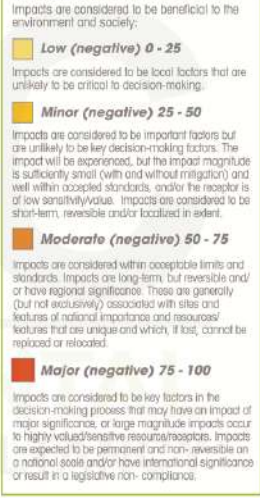 Impacts are considered to be beneficial to the
environment and society:
Low (negative) 0 - 25
Impacts are considered to be local factors that are
unlikely to be critical to decision-making.
Minor (negative) 25 - 50
Impacts are considered to be important factors but
are unlikely to be key decision-making factors. The
impact will be experienced, but the impact magnitude
is sufficiently small (with and without mitigation) and
well within accepted standards, and/or the receptor is
of low sensitivity/value. Impacts are considered to be
short-term, reversible and/or localized in extent.
Moderate (negative) 50 - 75
Impacts are considered within acceptable limits and
standards. Impacts are long-term, but reversible and/
or have regional significance. These are generally
(but not exclusively) associated with sites and
features of national importance and resources/
features that are unique and which, if lost, cannot be
replaced or relocated.
Major (negative) 75 - 100
Impacts are considered to be key factors in the
decision-making process that may have an impact of
major significance, or large magnitude impacts occur
to highly valued/sensitive resource/receptors. Impacts
are expected to be permanent and non- reversible on
a national scale and/or have international significance
or result in a legislative non- compliance.